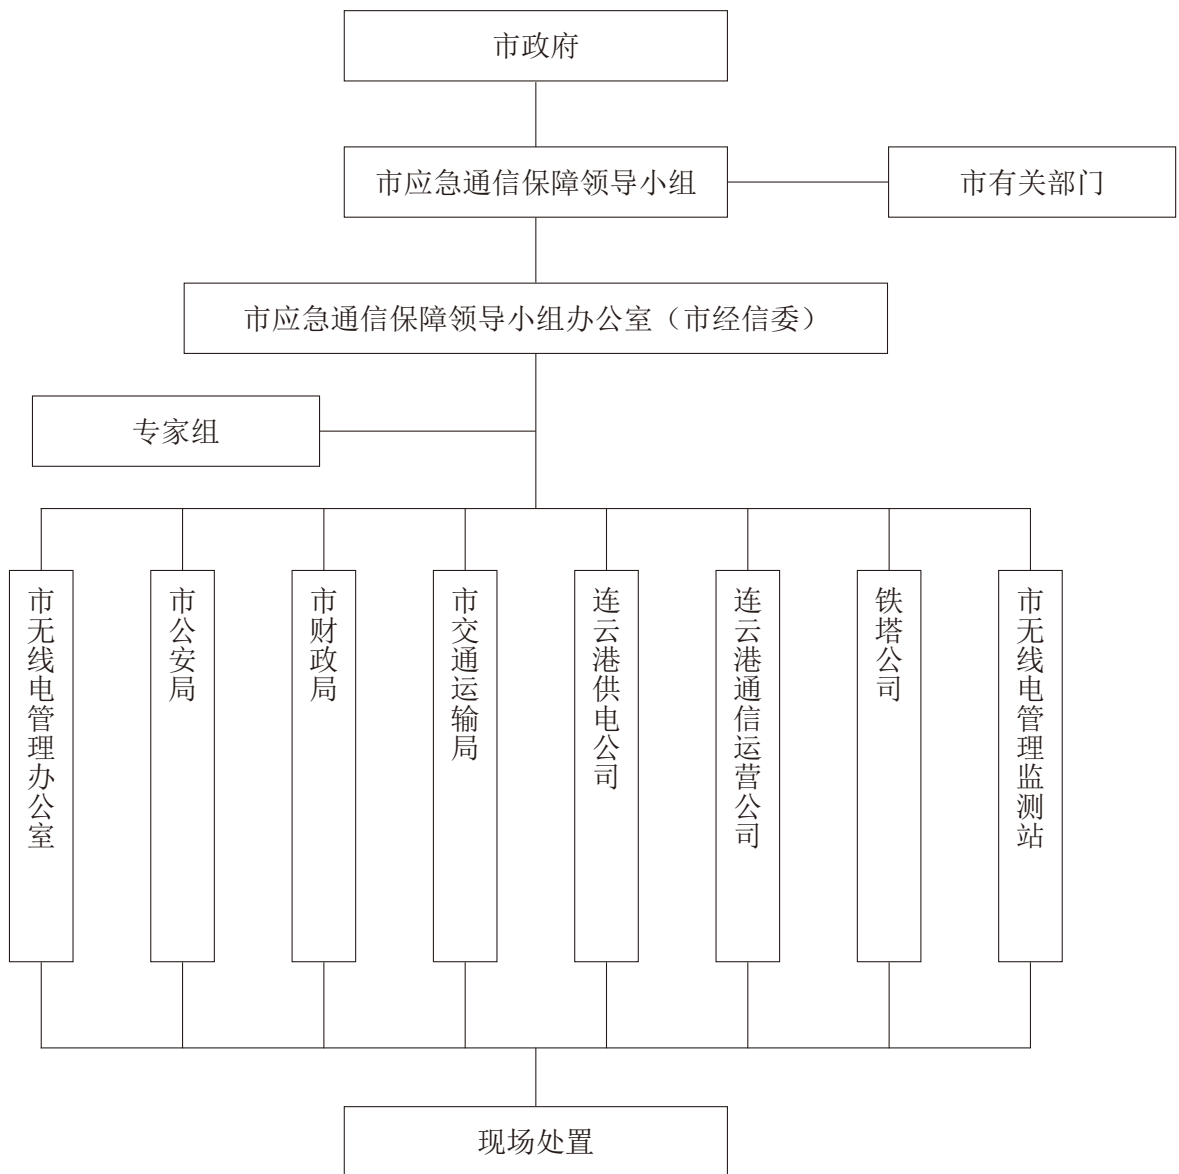 市政府
市应急通信保障领导小组
市有关部门
市应急通信保障领导小组办公室（市经信委）
专家组
市无线电管理办公室
市公安局
市财政局
市交通运输局
连云港供电公司
连云港通信运营公司
铁塔公司
市无线电管理监测站
现场处置